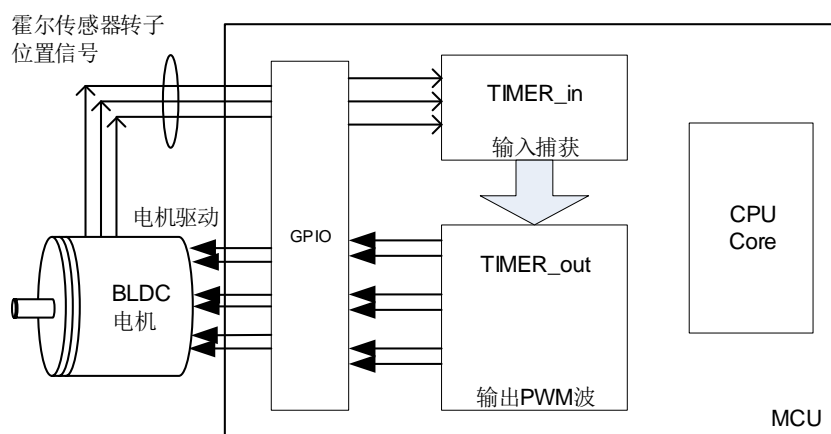 霍尔传感器转子
位置信号
TIMER_in
输入捕获
CPU
Core
电机驱动
GPIO
TIMER_out
BLDC
电机
输出PWM波
MCU